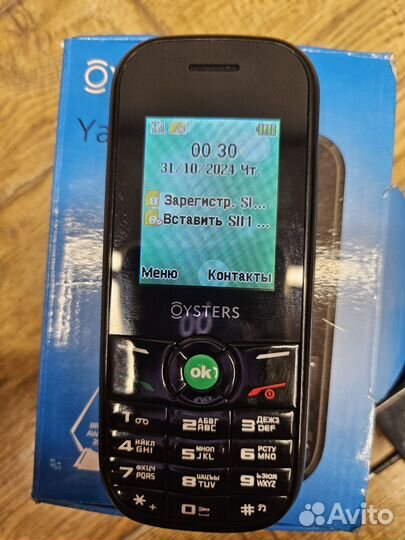 OYSTERS
Ya
00:30
31/10/2024 Чт.
Зарегистр. SI...
Вставить SIM ...
Меню
Контакты
OYSTERS
ok
1
2 АБВГ ABC
3 ДЕЖЗ DEF
4 ИЙКЛ GHI
5 МНОП JKL
6 РСТУ MNO
7 ФХЦЧ PQRS
8 ШЩЪЫ TUV
9 ЬЭЮЯ WXYZ
* +
0
#
Avito